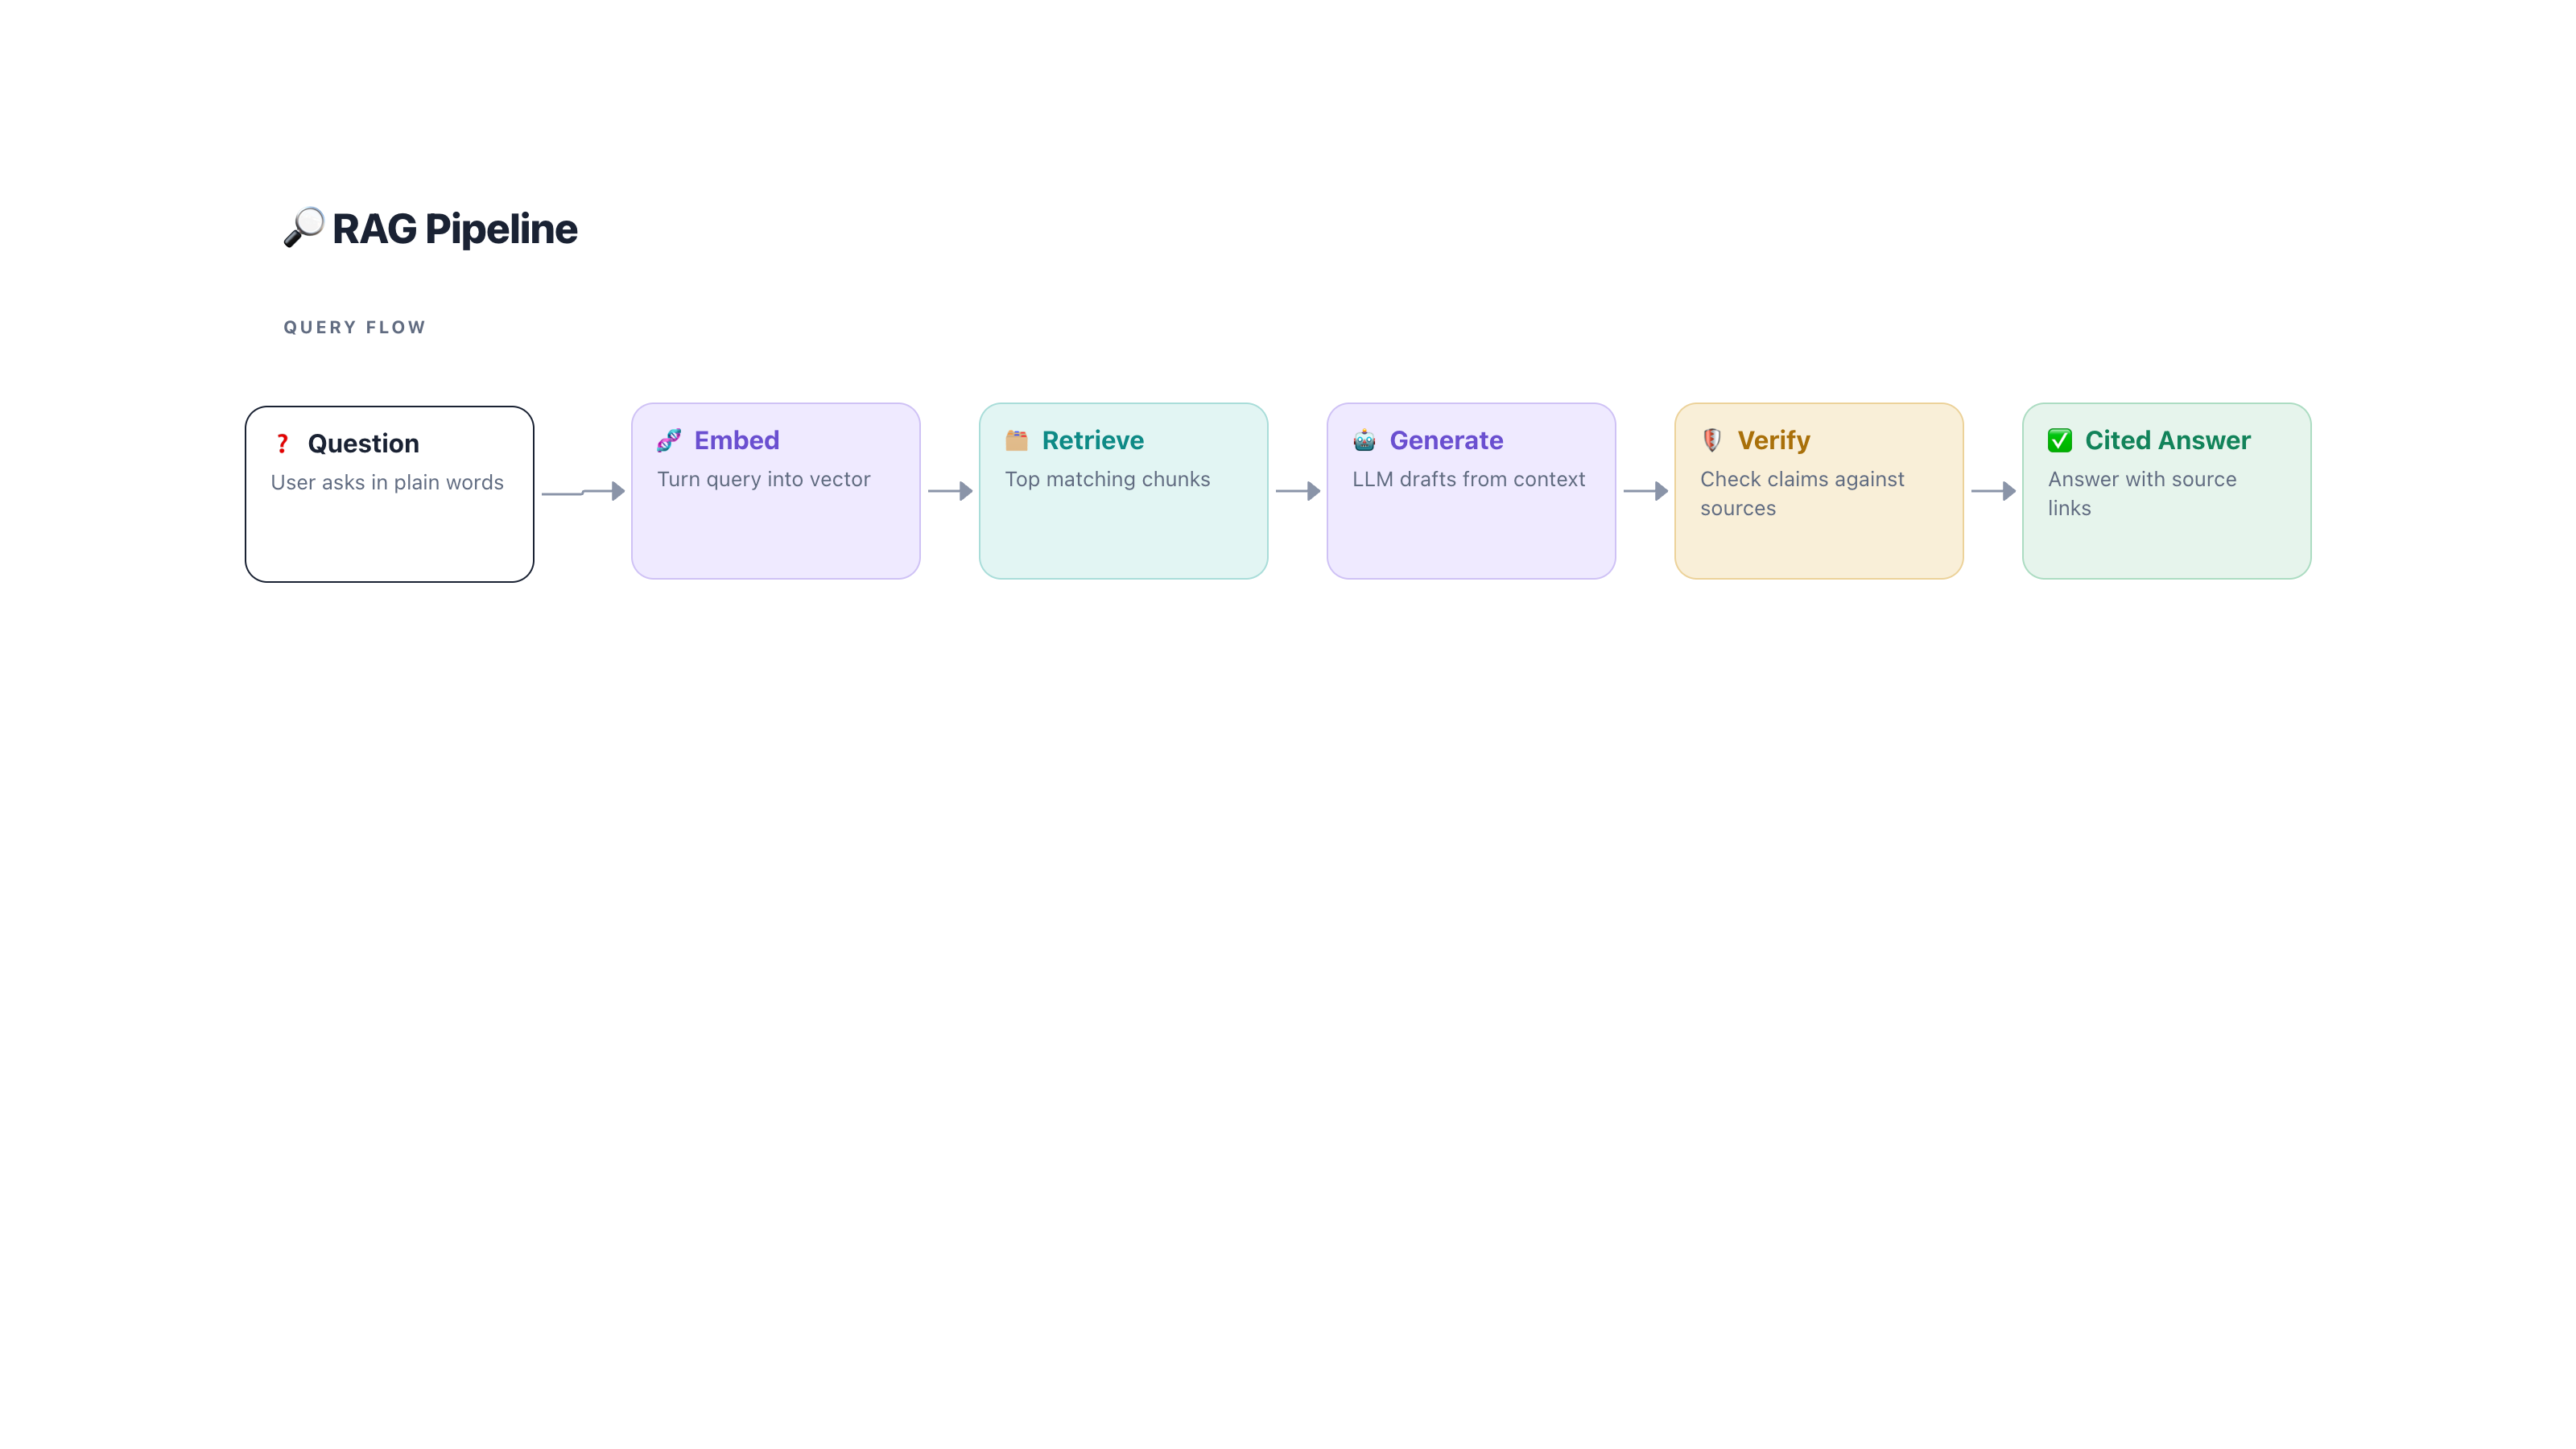 🔎 RAG Pipeline
QUERY FLOW
❓ Question
User asks in plain words
🧬 Embed
Turn query into vector
🗂️ Retrieve
Top matching chunks
🤖 Generate
LLM drafts from context
🛡️ Verify
Check claims against
sources
✅ Cited Answer
Answer with source
links